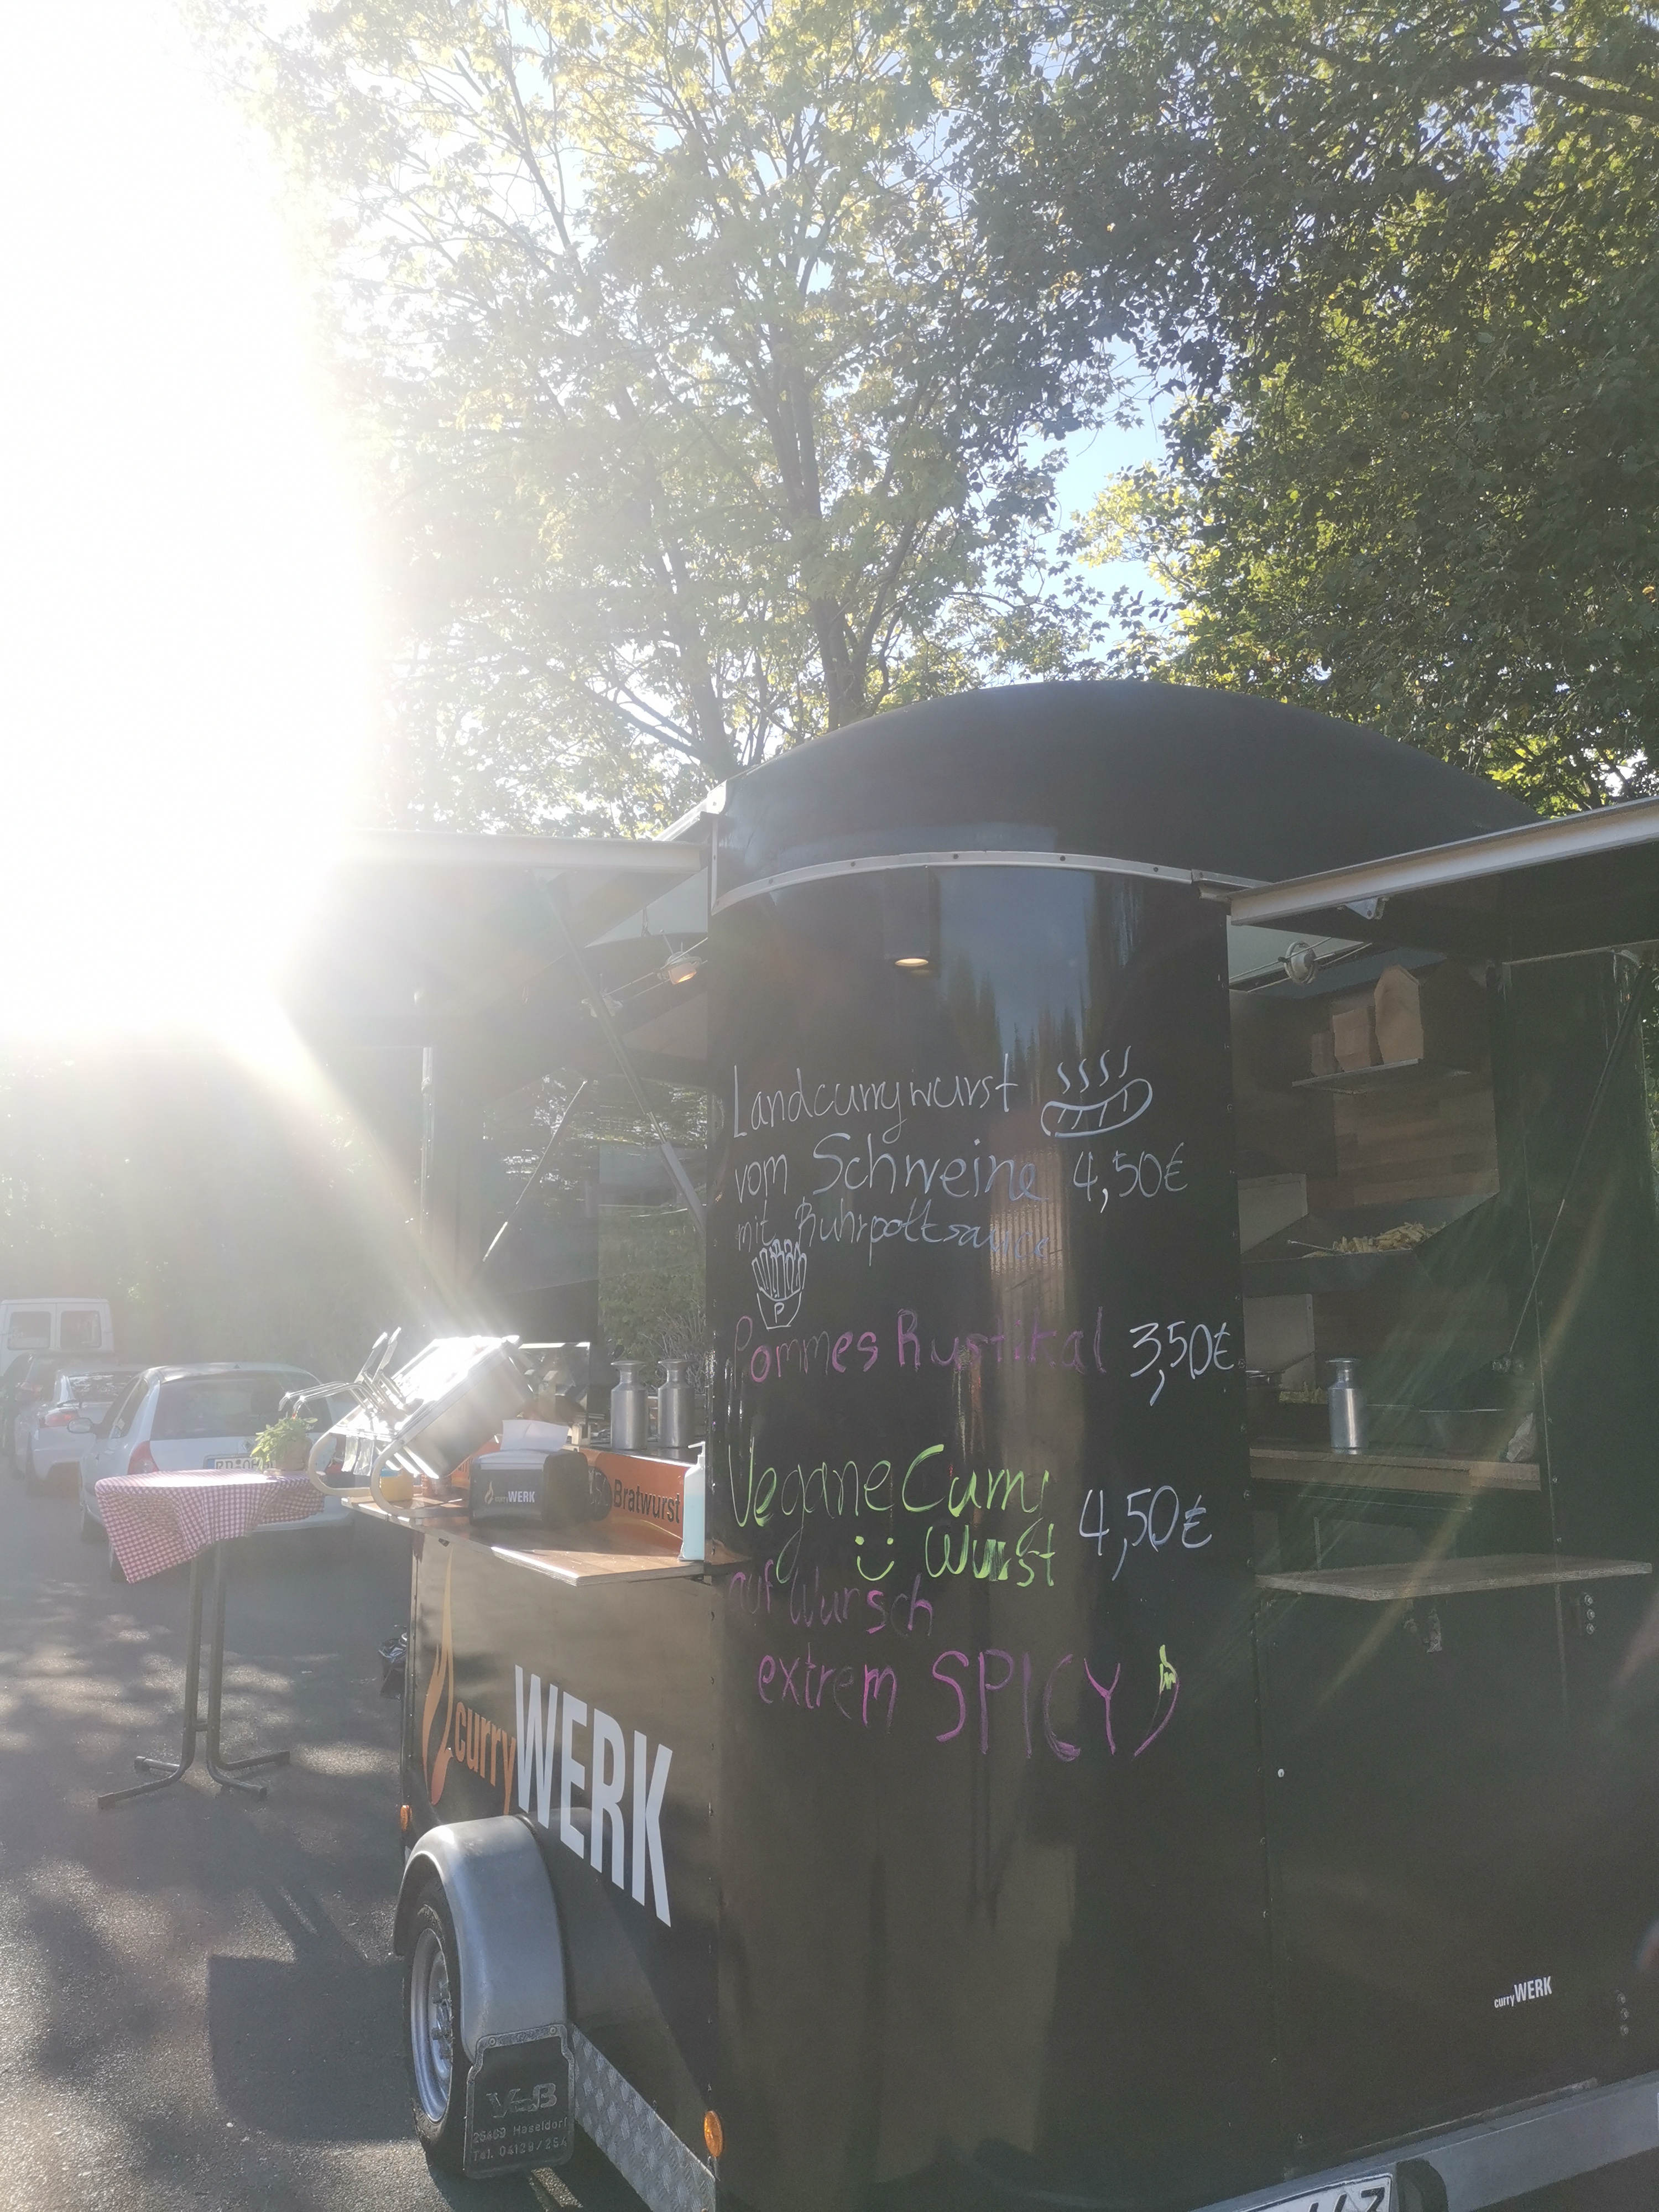 Landcurrywurst
vom Schweine 4,50€
mit Ruhrpottsauce
P
Pommes Rustikal 3,50€
Vegane Curry
Wurst 4,50€
auf Wunsch
extrem SPICY
Bratwurst
curryWERK
curryWERK
curryWERK
25489 Haseldorf
Tel. 04129/254